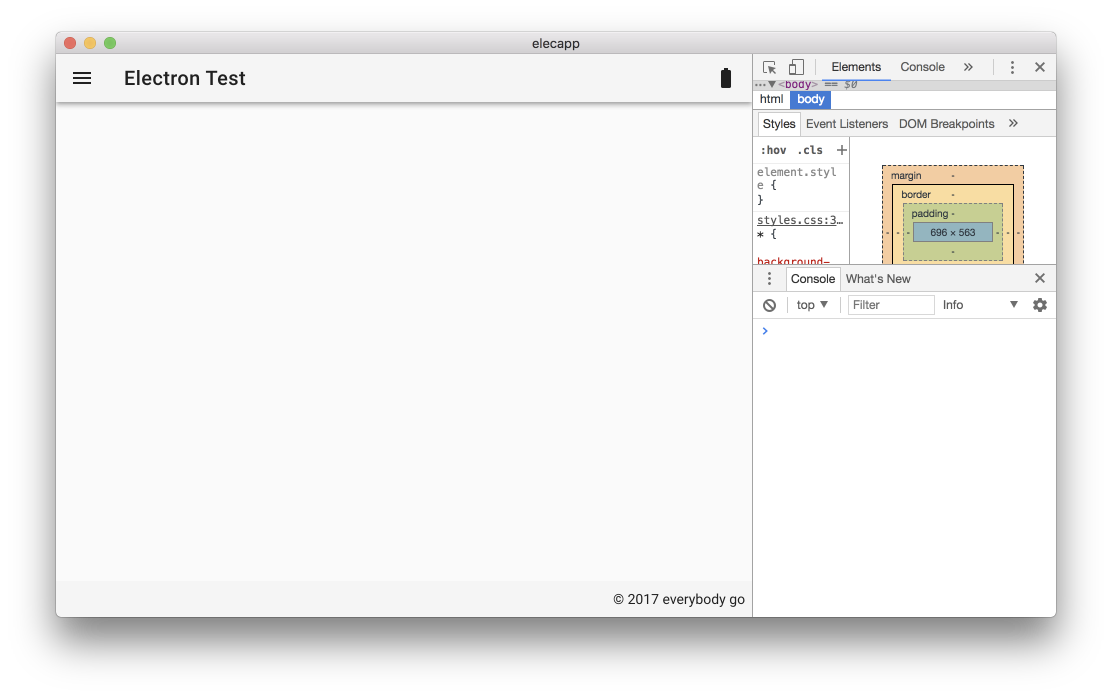 elecapp
Electron Test
Elements Console »
<body> == $0
html body
Styles Event Listeners DOM Breakpoints »
:hov .cls +
element.styl
e {
}
styles.css:3…
* {
background-
margin -
border -
padding -
- - - 696 × 563 - - -
-
Console What's New
top ▼ Filter Info ▼
>
© 2017 everybody go